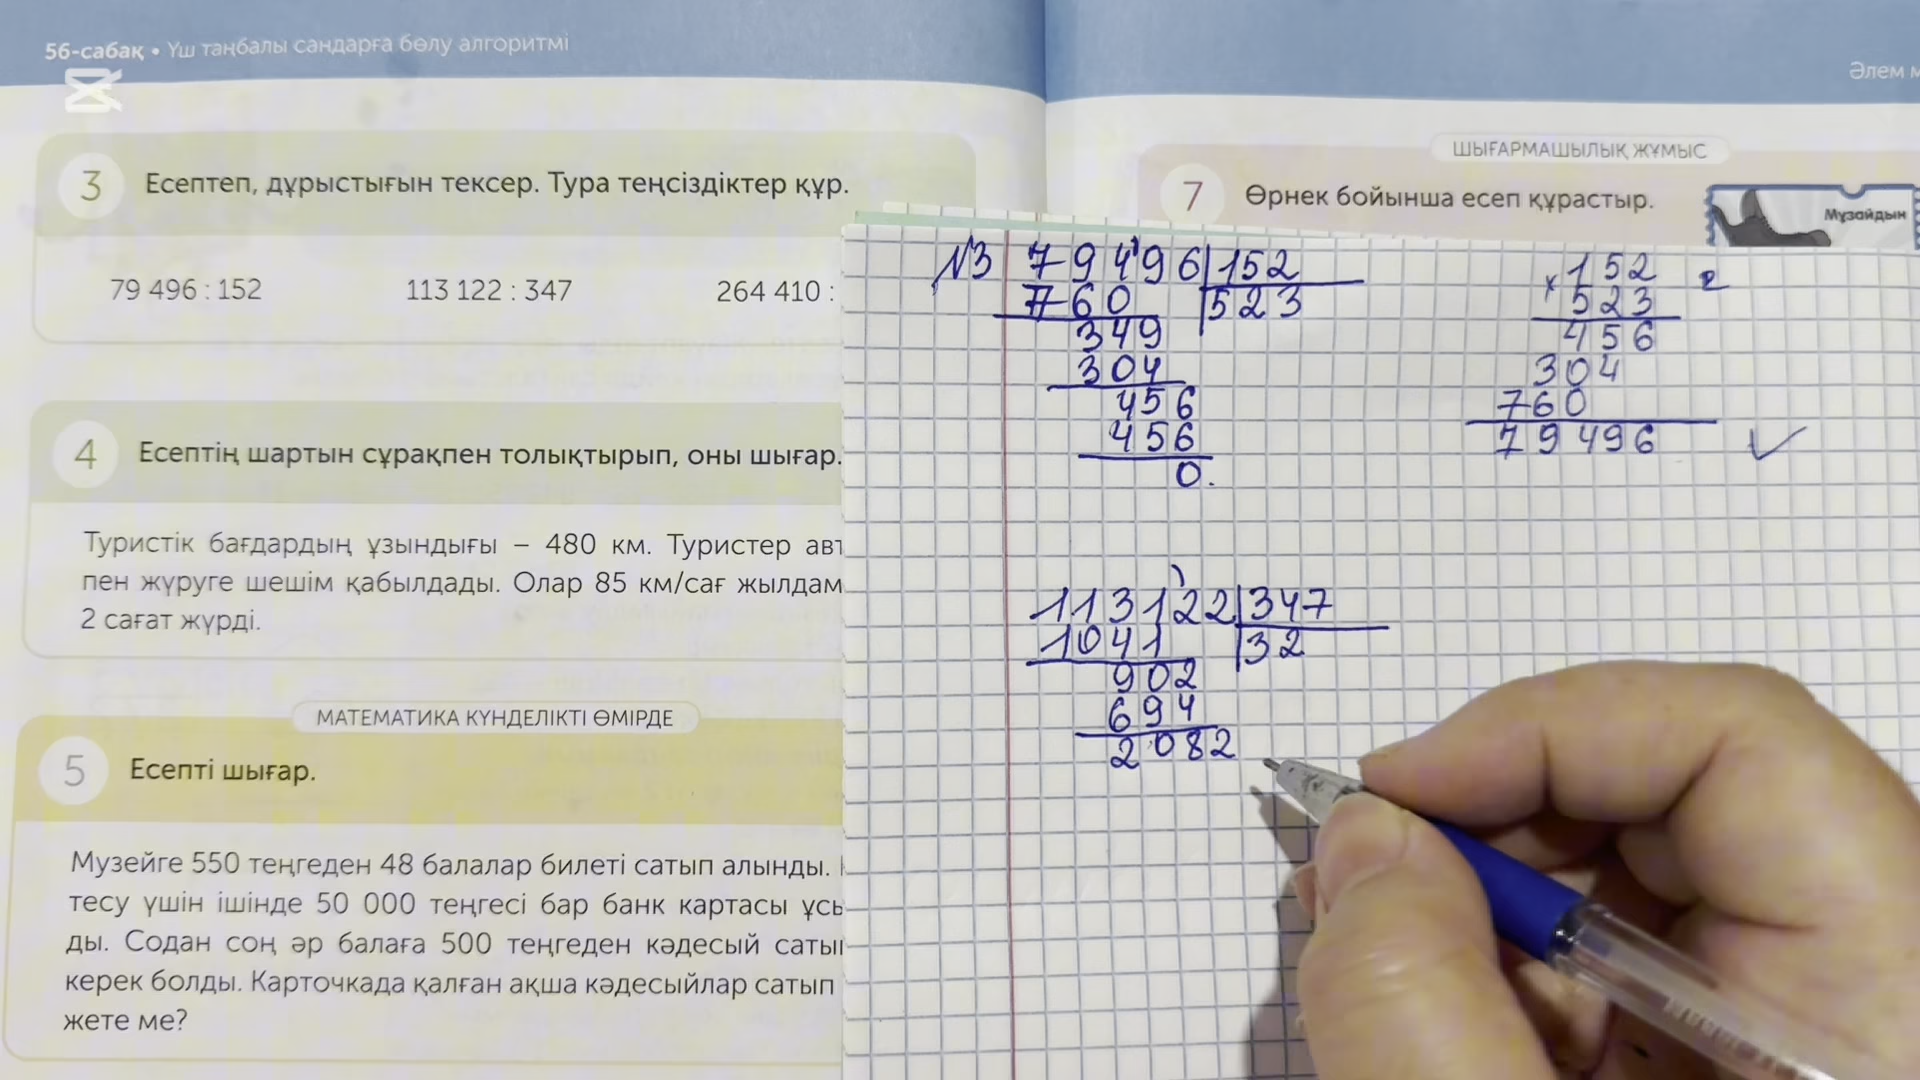 56-сабақ • Үш таңбалы сандарға бөлу алгоритмі
Әлем м
3 Есептеп, дұрыстығын тексер. Тура теңсіздіктер құр.
79 496 : 152 113 122 : 347 264 410 :
4 Есептің шартын сұрақпен толықтырып, оны шығар.
Туристік бағдардың ұзындығы – 480 км. Туристер авт
пен жүруге шешім қабылдады. Олар 85 км/сағ жылдам
2 сағат жүрді.
МАТЕМАТИКА КҮНДЕЛІКТІ ӨМІРДЕ
5 Есепті шығар.
Музейге 550 теңгеден 48 балалар билеті сатып алынды.
тесу үшін ішінде 50 000 теңгесі бар банк картасы ұсы
ды. Содан соң әр балаға 500 теңгеден кәдесый сатып
керек болды. Карточкада қалған ақша кәдесыйлар сатып
жете ме?
ШЫҒАРМАШЫЛЫҚ ЖҰМЫС
7 Өрнек бойынша есеп құрастыр.
Мұзайдын
№3 79496 152
760 523
349
304
456
456
0.
× 152
523
456
304
760
79496 ✓
113122 347
1041 32
902
694
2082